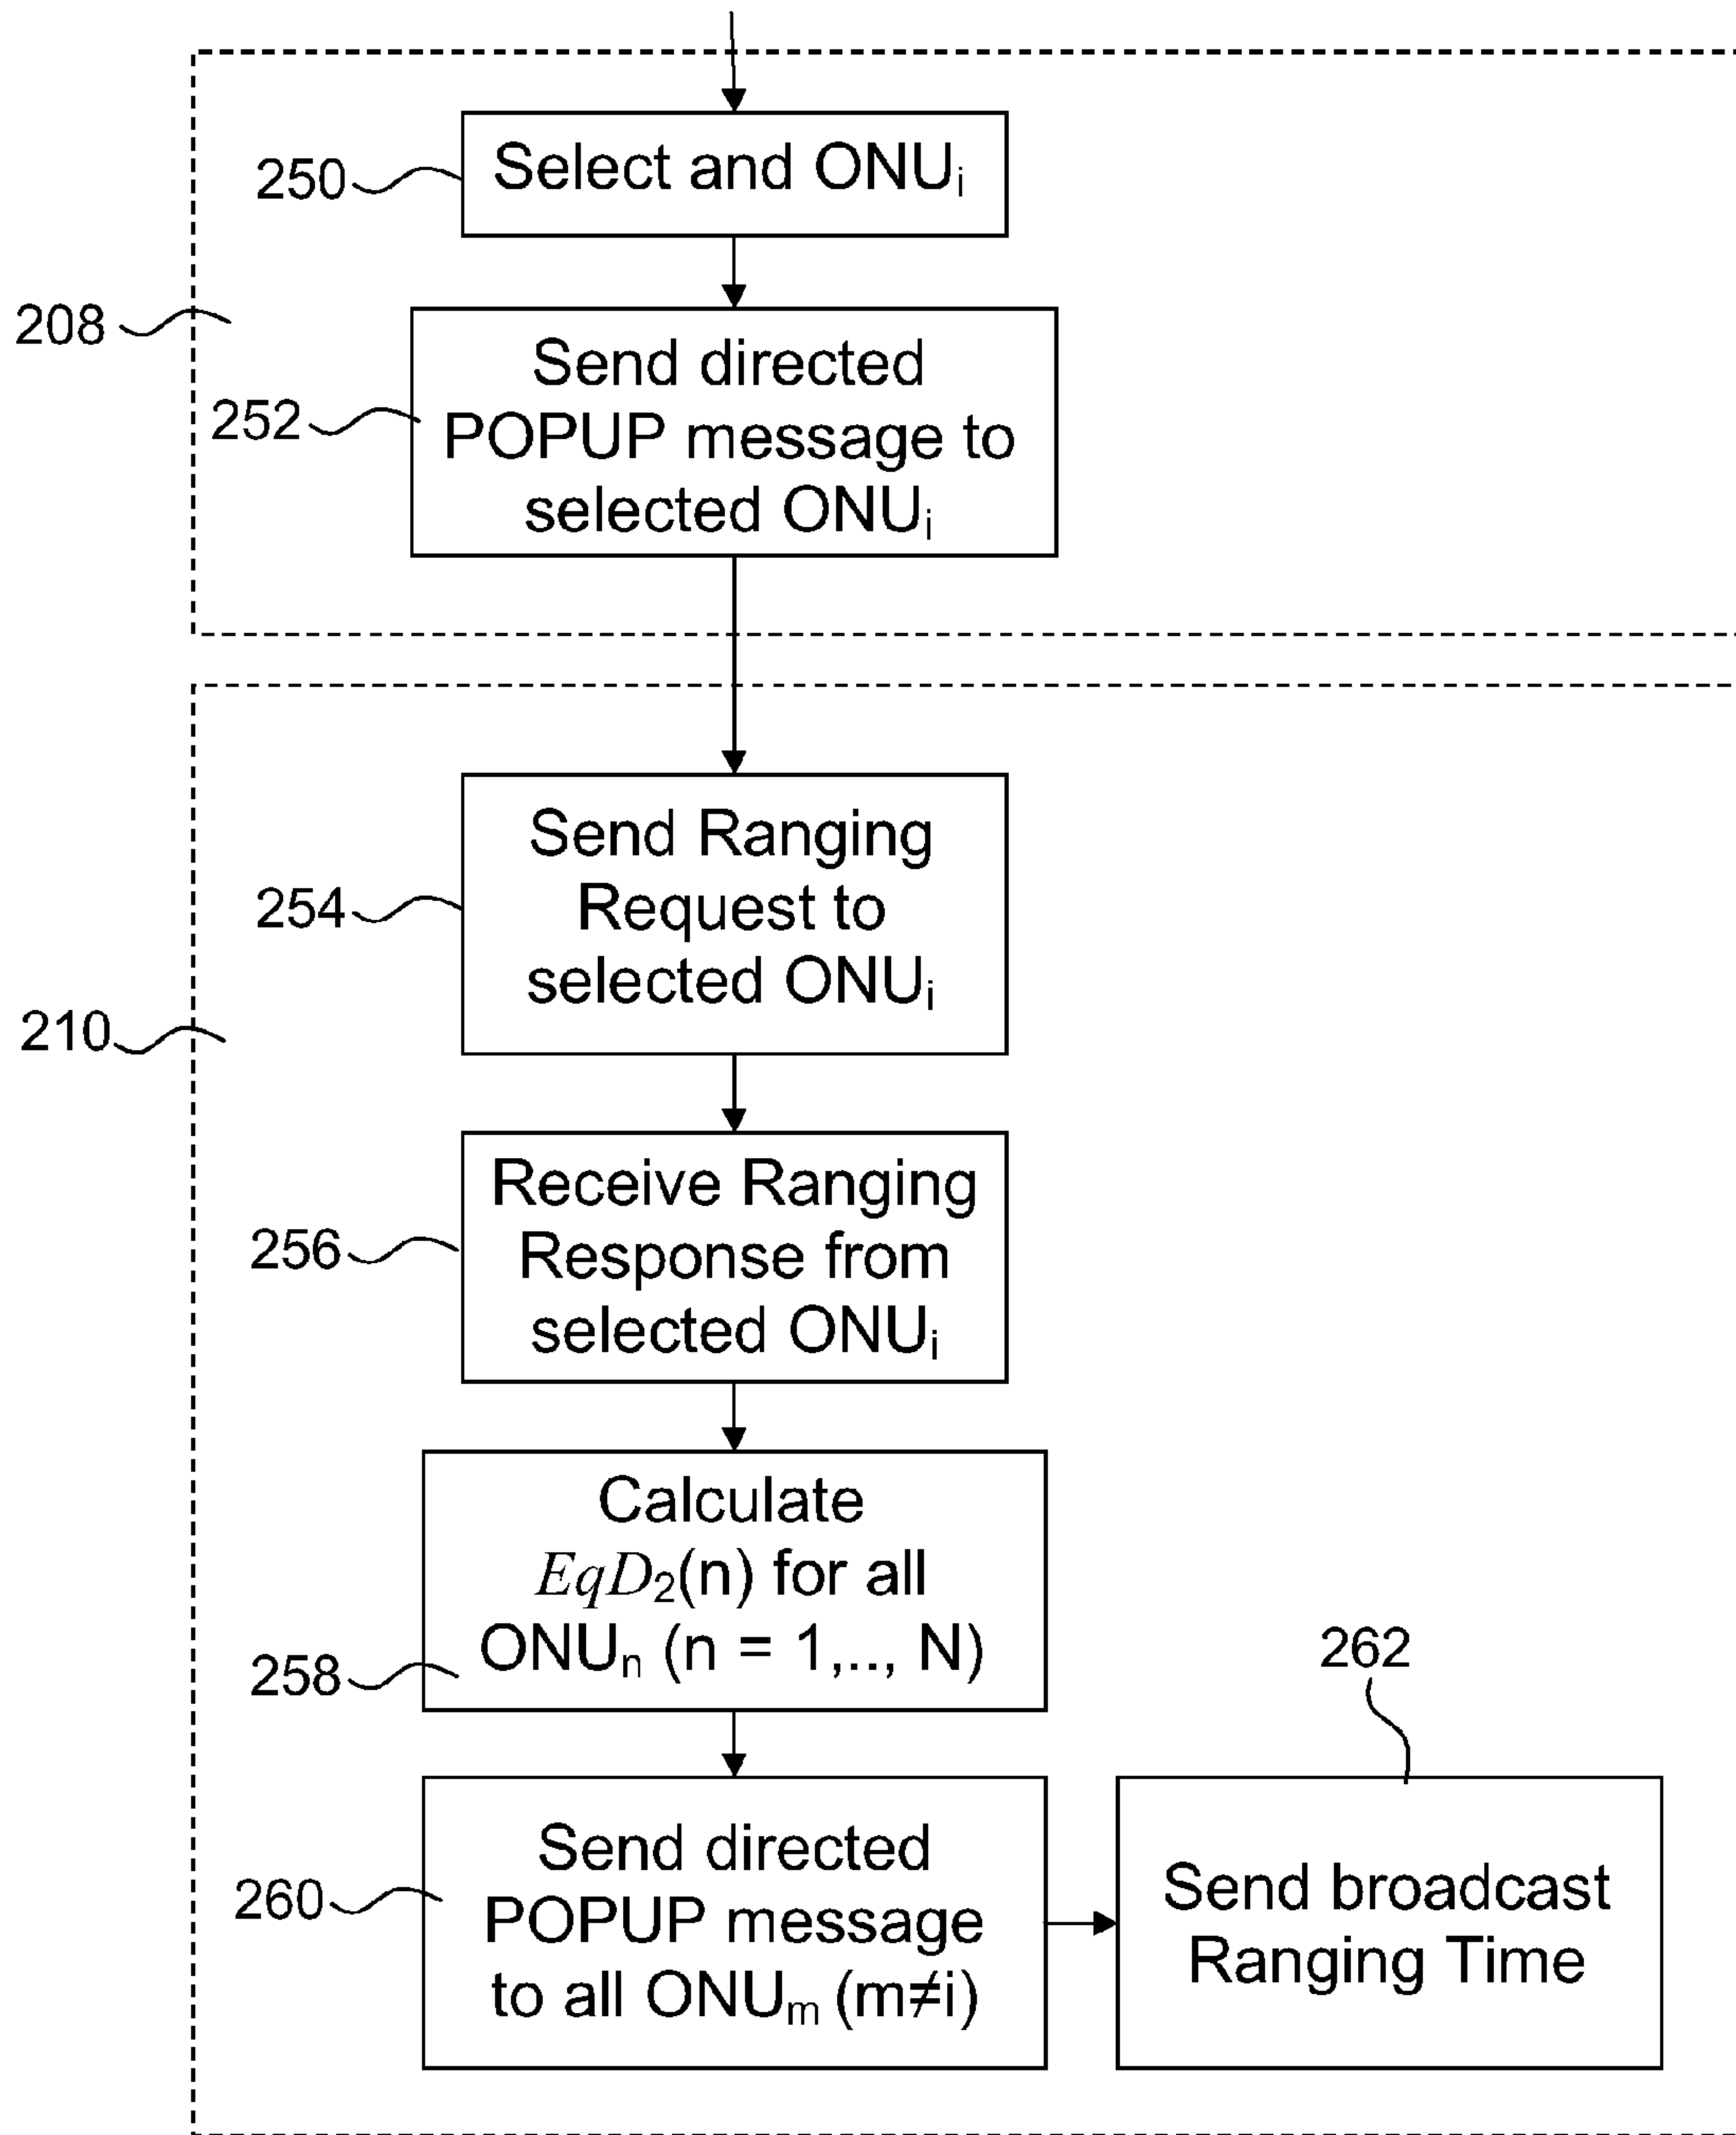 250
Select and ONUi
208
Send directed
252
POPUP message to
selected ONUi
Send Ranging
254
Request to
selected ONUi
210
Receive Ranging
256
Response from
selected ONUi
Calculate
EqD2(n) for all
ONUn (n = 1,.., N)
258
262
Send directed
260
POPUP message
to all ONUm (m≠i)
Send broadcast
Ranging Time